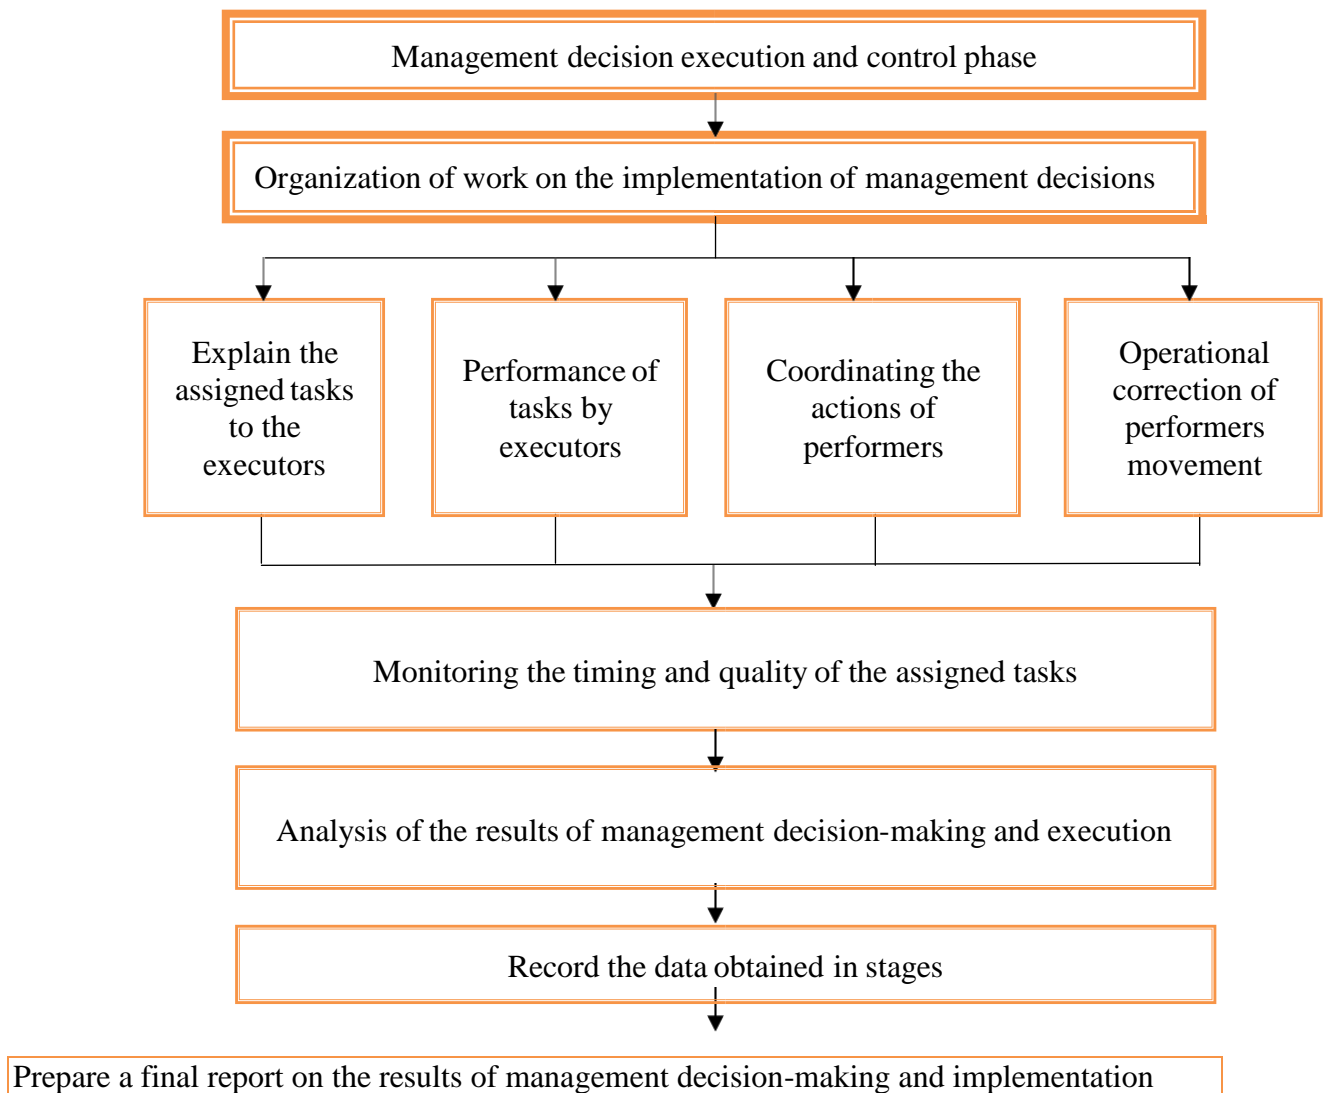 Management decision execution and control phase
Organization of work on the implementation of management decisions
Explain the
assigned tasks
to the
executors
Performance of
tasks by
executors
Coordinating the
actions of
performers
Operational
correction of
performers
movement
Monitoring the timing and quality of the assigned tasks
Analysis of the results of management decision-making and execution
Record the data obtained in stages
Prepare a final report on the results of management decision-making and implementation